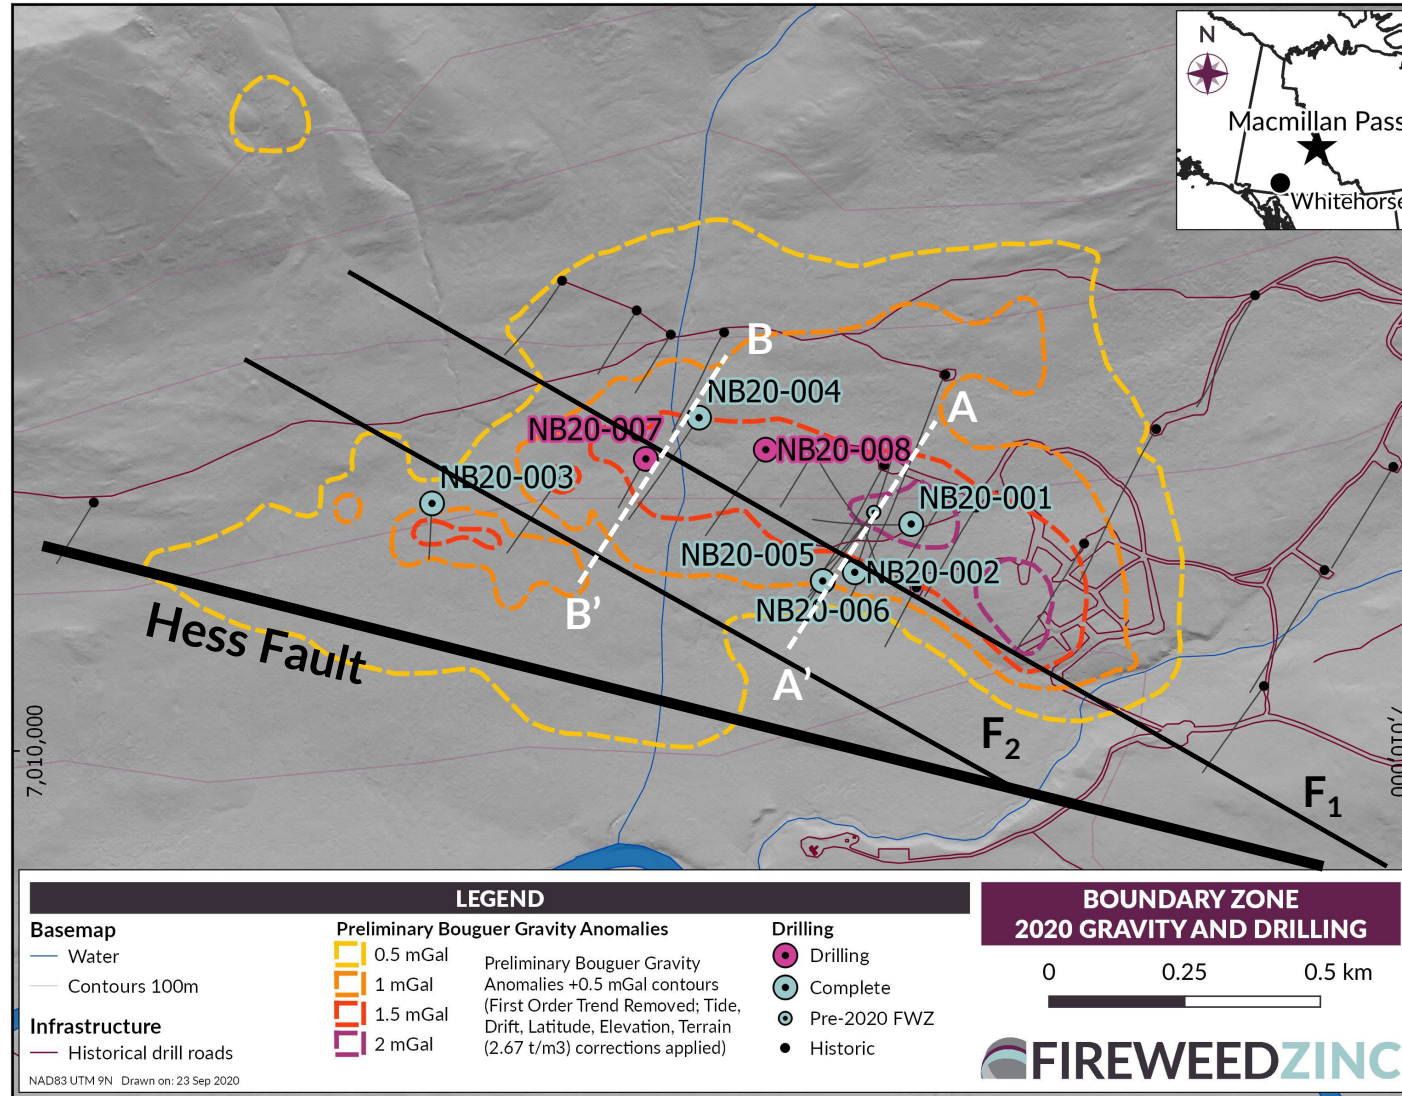 N
Macmillan Pass
Whitehorse
B
NB20-004
A
NB20-007
NB20-008
NB20-003
NB20-001
NB20-005
NB20-002
NB20-006
B’
A’
Hess Fault
F2
F1
7,010,000
7,010,000
LEGEND
Basemap
Water
Contours 100m
Infrastructure
Historical drill roads
NAD83 UTM 9N Drawn on: 23 Sep 2020
Preliminary Bouguer Gravity Anomalies
0.5 mGal
1 mGal
1.5 mGal
2 mGal
Preliminary Bouguer Gravity
Anomalies +0.5 mGal contours
(First Order Trend Removed; Tide,
Drift, Latitude, Elevation, Terrain
(2.67 t/m3) corrections applied)
Drilling
Drilling
Complete
Pre-2020 FWZ
Historic
BOUNDARY ZONE
2020 GRAVITY AND DRILLING
0 0.25 0.5 km
FIREWEEDZINC